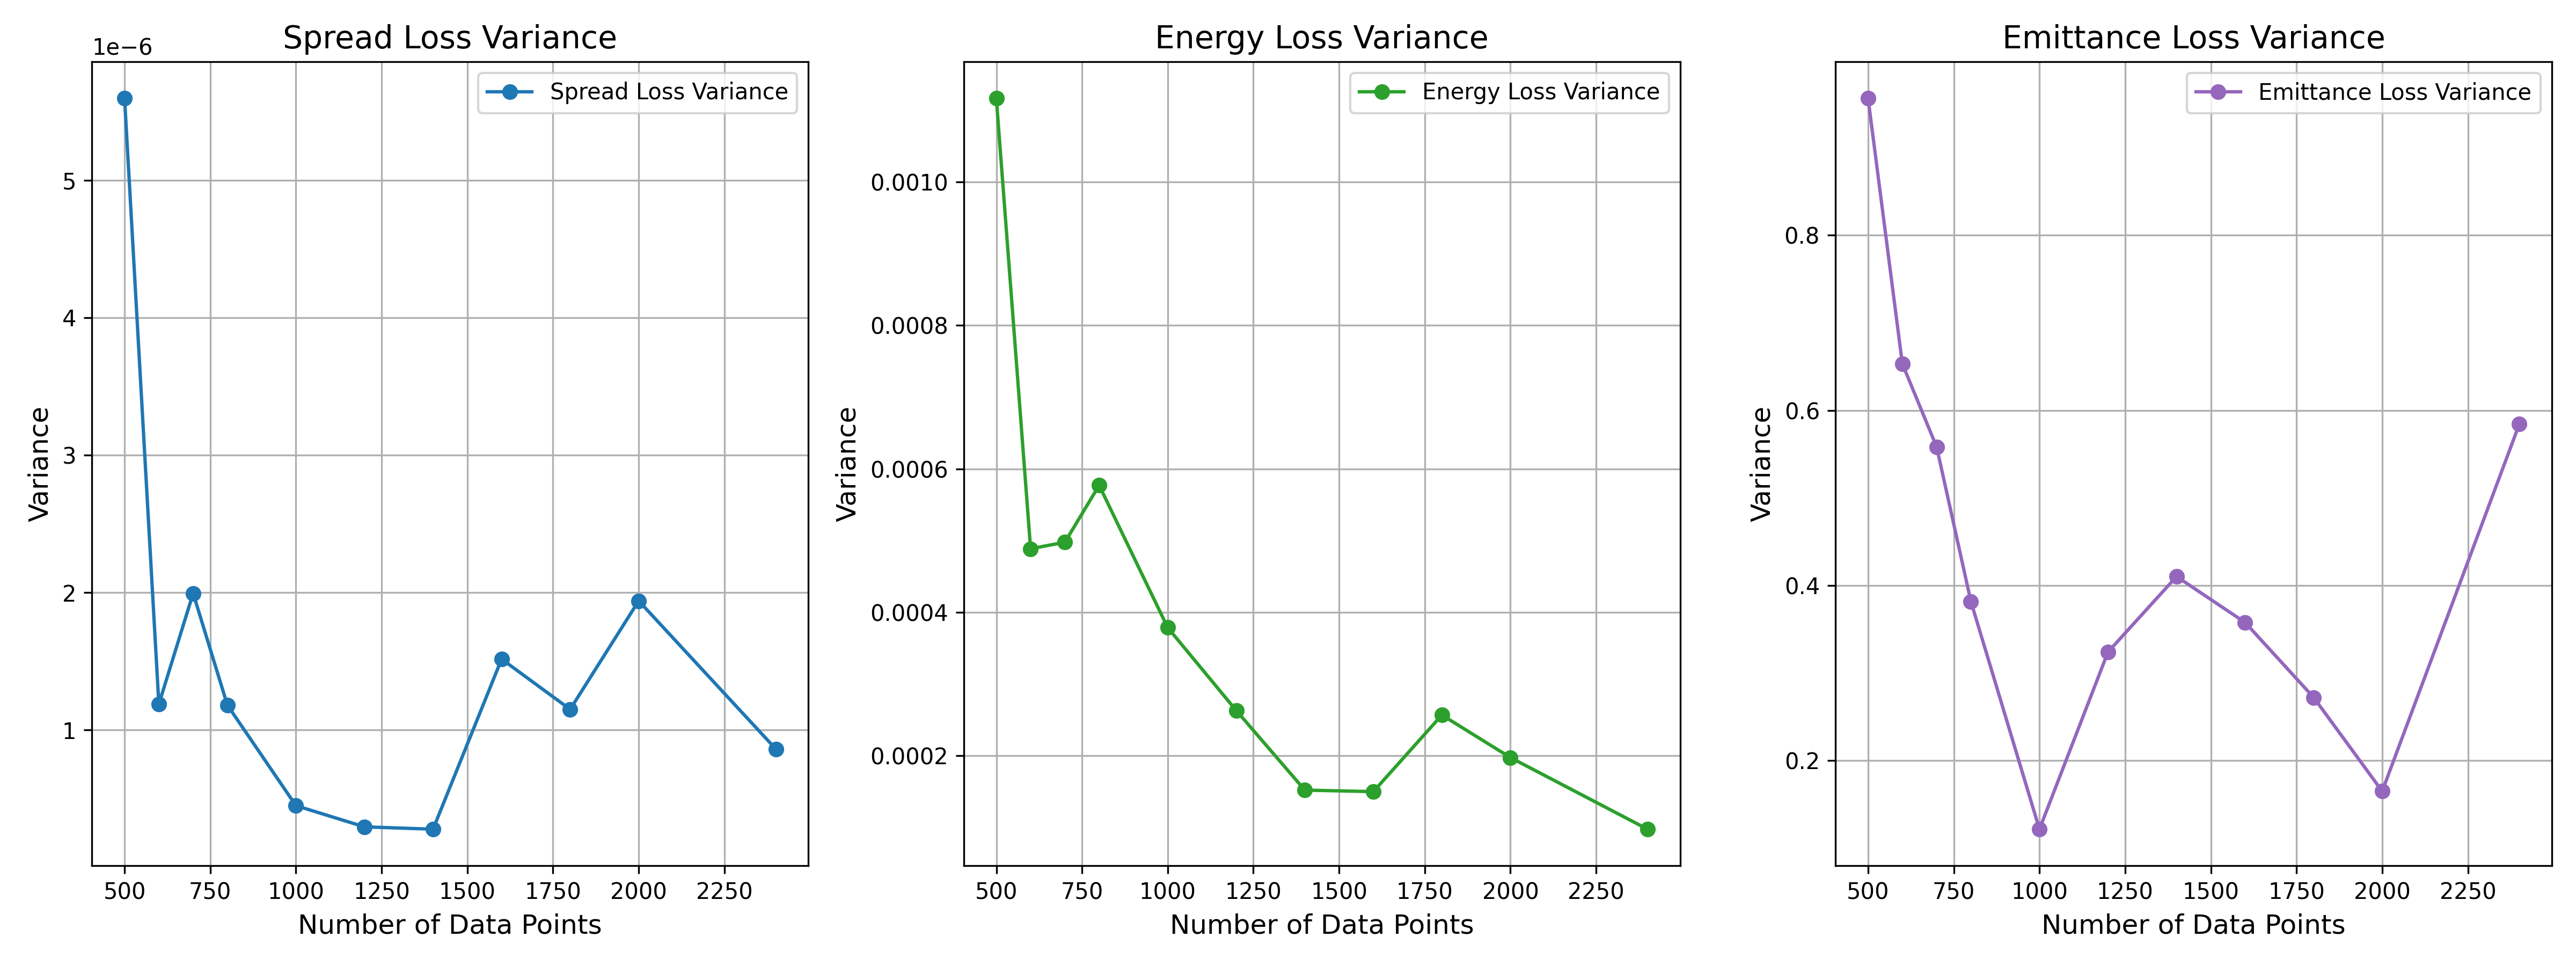 Spread Loss Variance
1e−6
Spread Loss Variance
5
4
3
2
1
Variance
500 750 1000 1250 1500 1750 2000 2250
Number of Data Points
Energy Loss Variance
Energy Loss Variance
0.0010
0.0008
0.0006
0.0004
0.0002
Variance
500 750 1000 1250 1500 1750 2000 2250
Number of Data Points
Emittance Loss Variance
Emittance Loss Variance
0.8
0.6
0.4
0.2
Variance
500 750 1000 1250 1500 1750 2000 2250
Number of Data Points